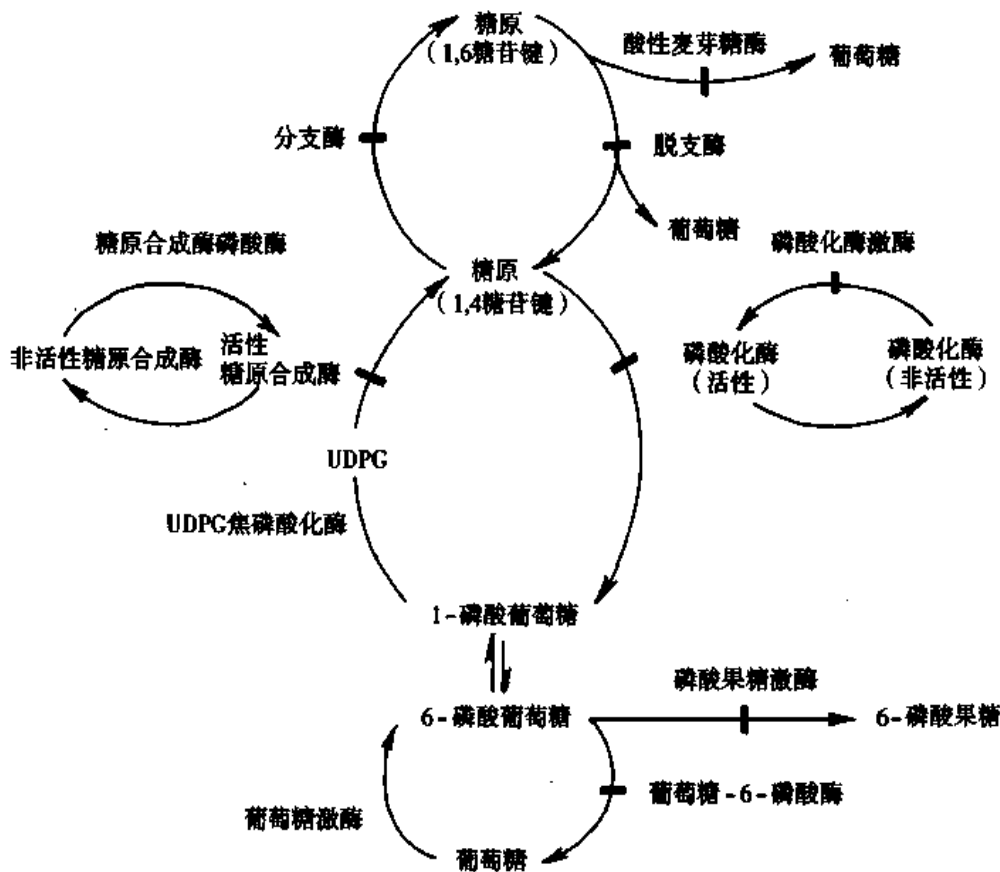 糖原
（1,6糖苷键）
酸性麦芽糖酶
葡萄糖
分支酶
脱支酶
葡萄糖
糖原合成酶磷酸酶
磷酸化酶激酶
糖原
（1,4糖苷键）
非活性糖原合成酶
活性
糖原合成酶
磷酸化酶
（活性）
磷酸化酶
（非活性）
UDPG
UDPG焦磷酸化酶
1-磷酸葡萄糖
磷酸果糖激酶
6-磷酸葡萄糖
6-磷酸果糖
葡萄糖-6-磷酸酶
葡萄糖激酶
葡萄糖